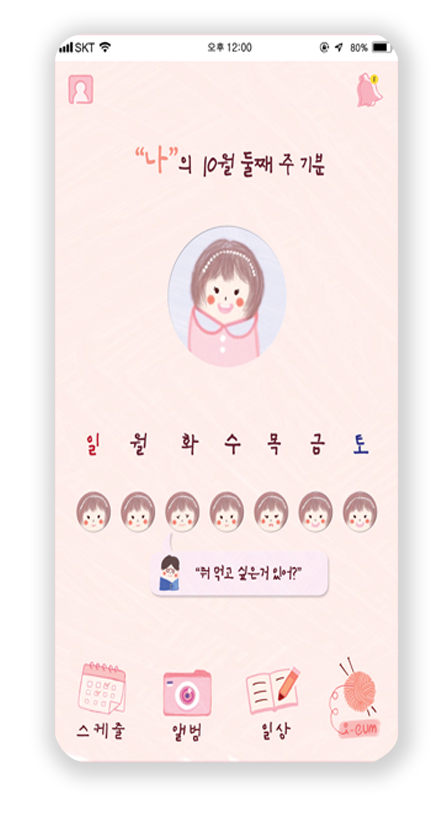 SKT 오후 12:00 80%
“나”의 10월 둘째 주 기분
일 월 화 수 목 금 토
“뭐 먹고 싶은거 있어?”
스케줄 앨범 일상 i-eum